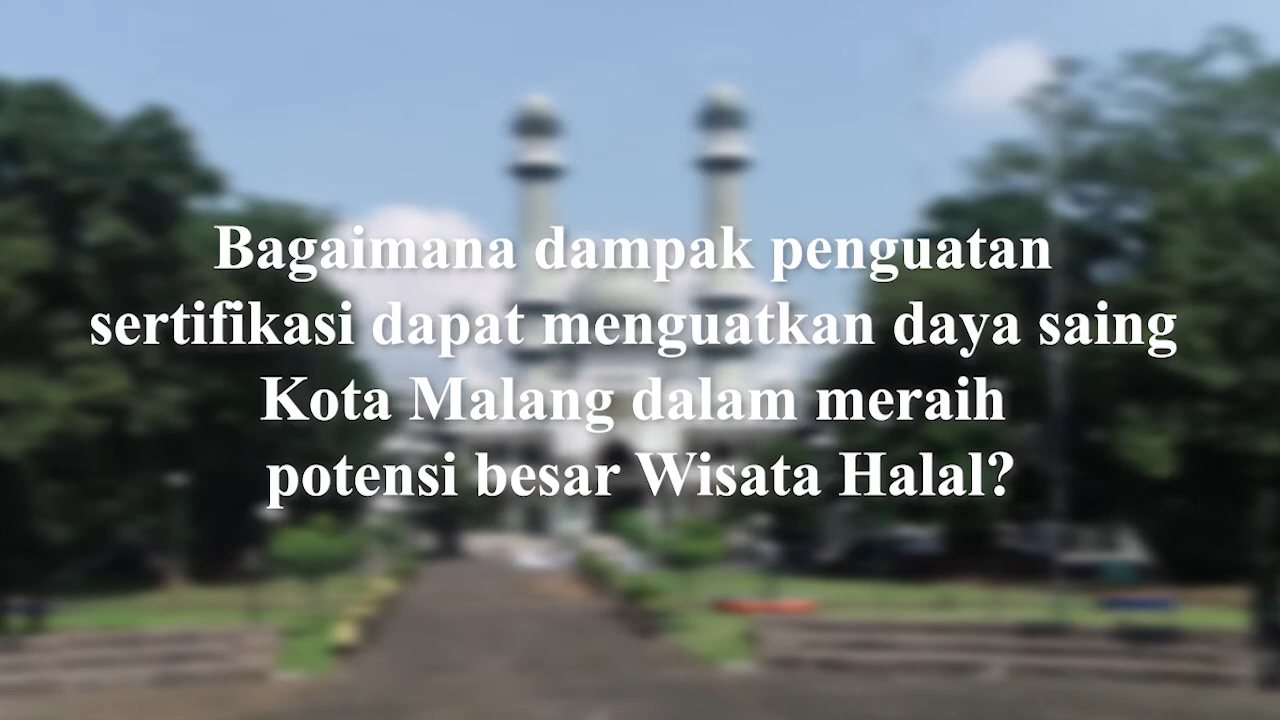 Bagaimana dampak penguatan
sertifikasi dapat menguatkan daya saing
Kota Malang dalam meraih
potensi besar Wisata Halal?